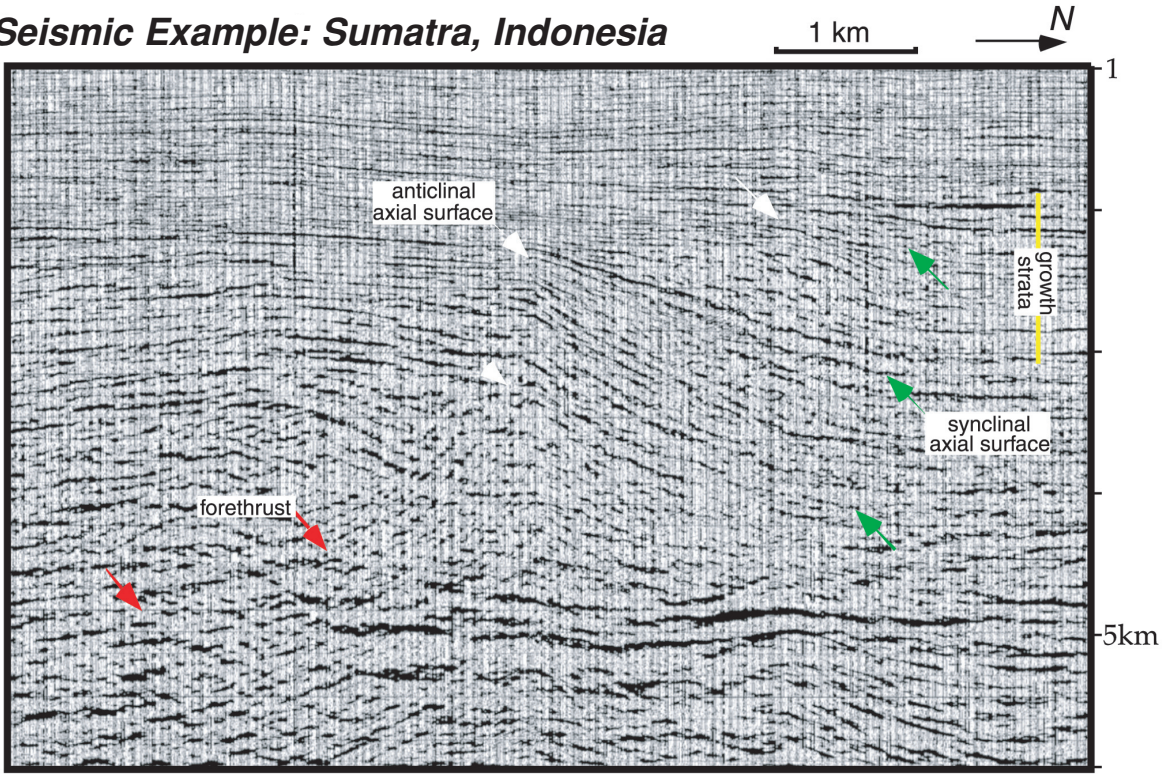 Seismic Example: Sumatra, Indonesia
1 km
N
1
anticlinal
axial surface
growth
strata
synclinal
axial surface
forethrust
5km